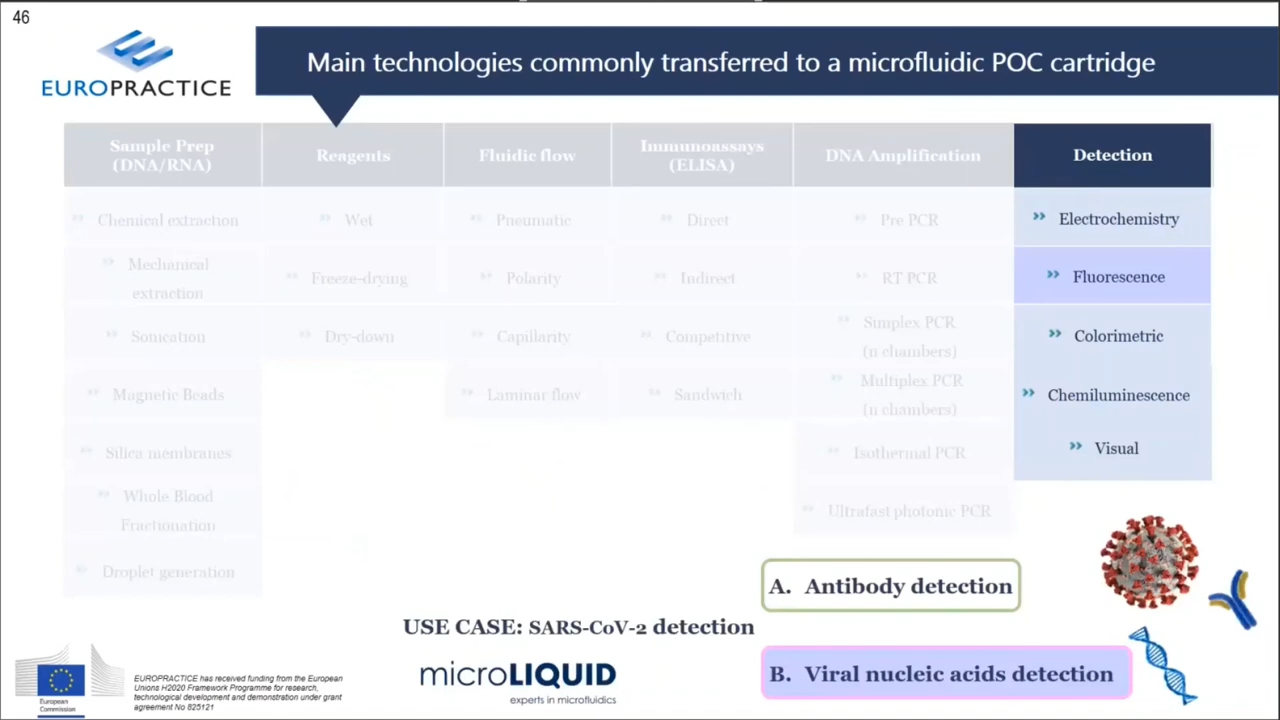 46
EUROPRACTICE
Main technologies commonly transferred to a microfluidic POC cartridge
Sample Prep
(DNA/RNA)
Reagents
Fluidic flow
Immunoassays
(ELISA)
DNA Amplification
Detection
Chemical extraction
Wet
Pneumatic
Direct
Pre PCR
Electrochemistry
Mechanical
extraction
Freeze-drying
Polarity
Indirect
RT PCR
Fluorescence
Sonication
Dry-down
Capillarity
Competitive
Simplex PCR
(n chambers)
Colorimetric
Magnetic Beads
Laminar flow
Sandwich
Multiplex PCR
(n chambers)
Chemiluminescence
Silica membranes
Isothermal PCR
Visual
Whole Blood
Fractionation
Ultrafast photonic PCR
Droplet generation
A. Antibody detection
USE CASE: SARS-CoV-2 detection
B. Viral nucleic acids detection
microLIQUID
experts in microfluidics
European
Commission
EUROPRACTICE has received funding from the European
Unions H2020 Framework Programme for research,
technological development and demonstration under grant
agreement No 825121